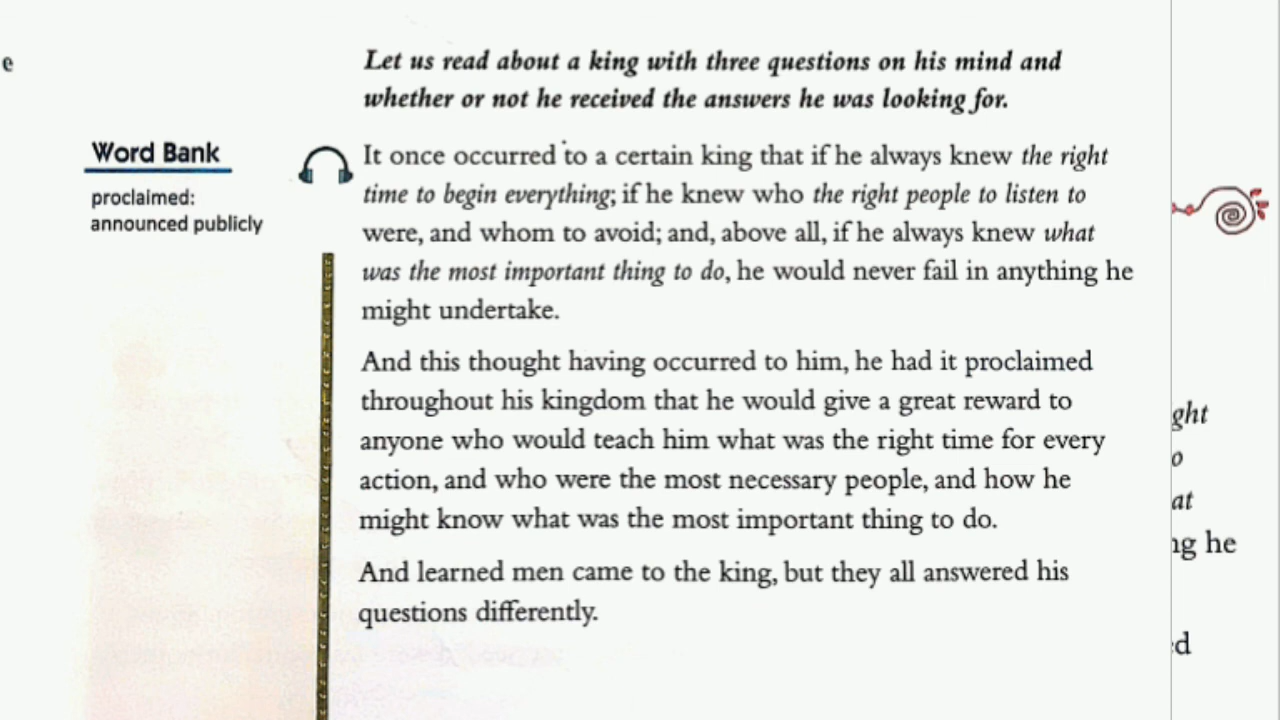 e
Let us read about a king with three questions on his mind and
whether or not he received the answers he was looking for.
Word Bank
proclaimed:
announced publicly
It once occurred to a certain king that if he always knew the right
time to begin everything; if he knew who the right people to listen to
were, and whom to avoid; and, above all, if he always knew what
was the most important thing to do, he would never fail in anything he
might undertake.
And this thought having occurred to him, he had it proclaimed
throughout his kingdom that he would give a great reward to
anyone who would teach him what was the right time for every
action, and who were the most necessary people, and how he
might know what was the most important thing to do.
And learned men came to the king, but they all answered his
questions differently.
ght
o
at
ng he
ed